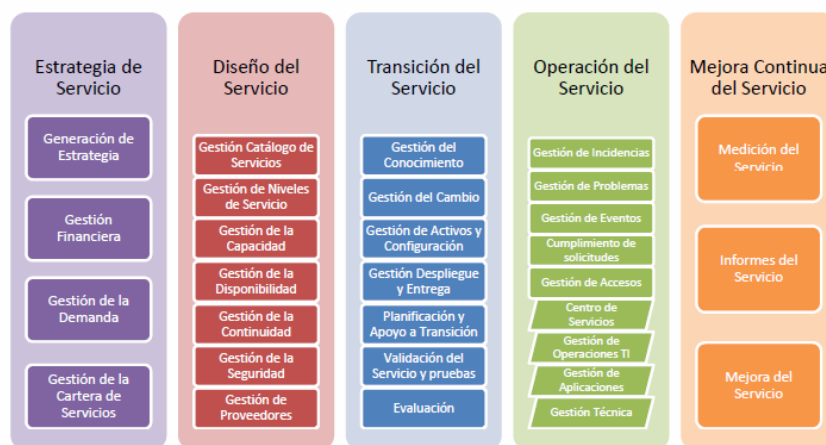 Estrategia de
Servicio
Generación de
Estrategia
Gestión
Financiera
Gestión de la
Demanda
Gestión de la
Cartera de
Servicios
Diseño del
Servicio
Gestión Catálogo de
Servicios
Gestión de Niveles
de Servicio
Gestión de la
Capacidad
Gestión de la
Disponibilidad
Gestión de la
Continuidad
Gestión de la
Seguridad
Gestión de
Proveedores
Transición del
Servicio
Gestión del
Conocimiento
Gestión del Cambio
Gestión de Activos y
Configuración
Gestión Despliegue
y Entrega
Planificación y
Apoyo a Transición
Validación del
Servicio y pruebas
Evaluación
Operación del
Servicio
Gestión de Incidencias
Gestión de Problemas
Gestión de Eventos
Cumplimiento de
solicitudes
Gestión de Accesos
Centro de
Servicios
Gestión de
Operaciones TI
Gestión de
Aplicaciones
Gestión Técnica
Mejora Continua
del Servicio
Medición del
Servicio
Informes del
Servicio
Mejora del
Servicio